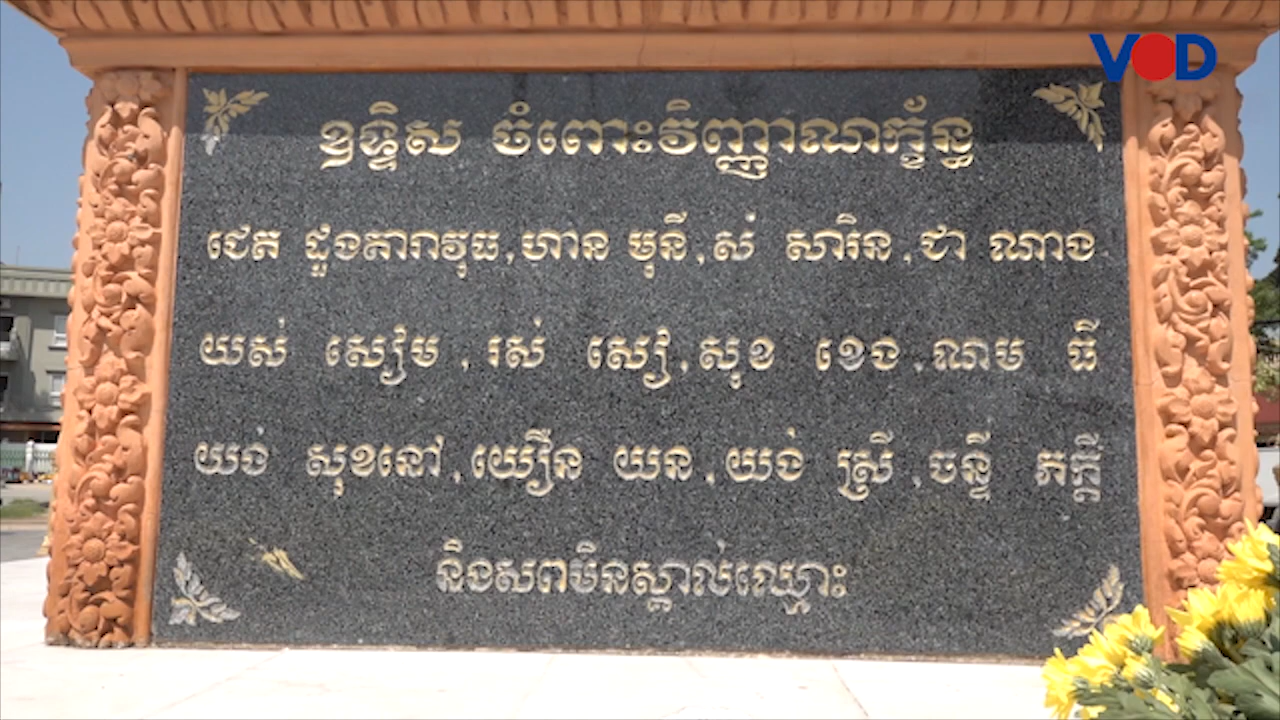 VOD
ឧទ្ទិស ចំពោះវិញ្ញាណក្ខ័ន្ធ
ជេត ដួងតារាវុធ,ហាន មុនី,ស់ សារិន,ជា ណាង
យស់ សៀម,រស់ សៀ,សុខ ខេង,ណម ធី
យង់ សុខនៅ,យឿន យន,យង់ ស្រី,ចន្ទី ភក្តី
និងសពមិនស្គាល់ឈ្មោះ